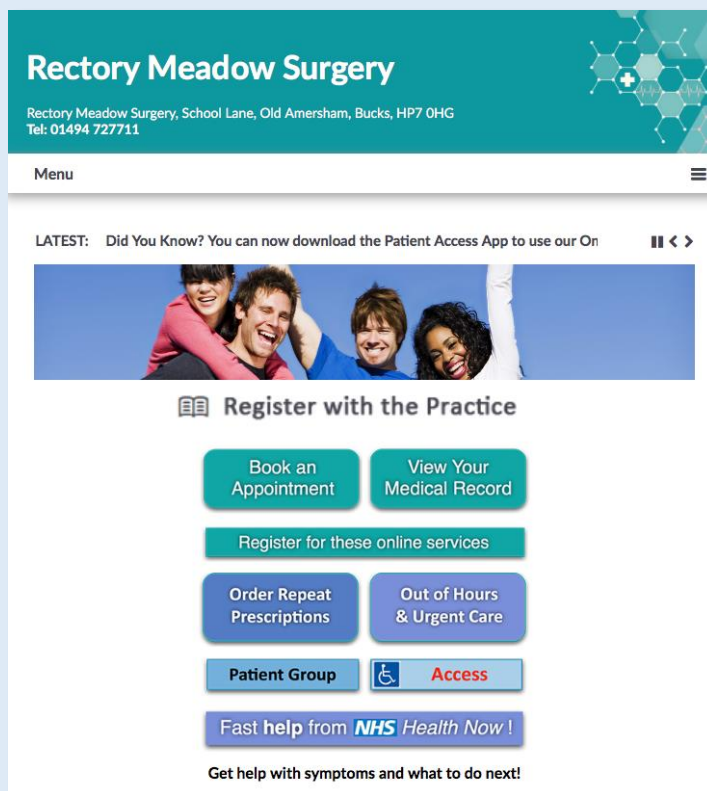 Rectory Meadow Surgery
Rectory Meadow Surgery, School Lane, Old Amersham, Bucks, HP7 0HG
Tel: 01494 727711
Menu
LATEST: Did You Know? You can now download the Patient Access App to use our On
Register with the Practice
Book an
Appointment
View Your
Medical Record
Register for these online services
Order Repeat
Prescriptions
Out of Hours
& Urgent Care
Patient Group
Access
Fast help from NHS Health Now !
Get help with symptoms and what to do next!